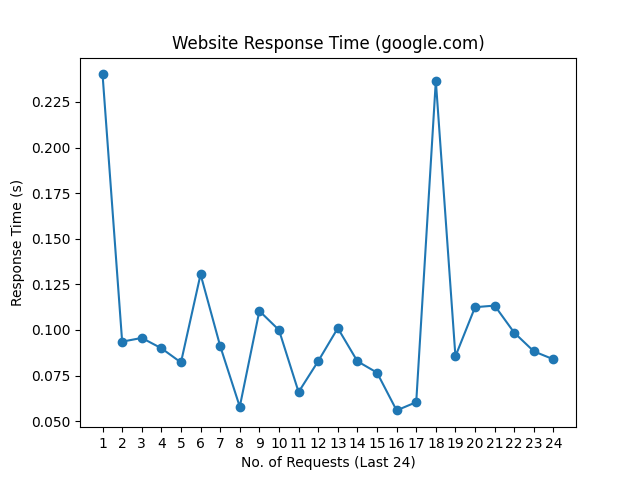 Website Response Time (google.com)
Response Time (s)
0.225
0.200
0.175
0.150
0.125
0.100
0.075
0.050
1 2 3 4 5 6 7 8 9 10 11 12 13 14 15 16 17 18 19 20 21 22 23 24
No. of Requests (Last 24)